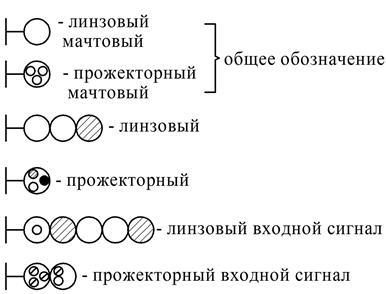 - линзовый
мачтовый
общее обозначение
- прожекторный
мачтовый
- линзовый
- прожекторный
- линзовый входной сигнал
- прожекторный входной сигнал